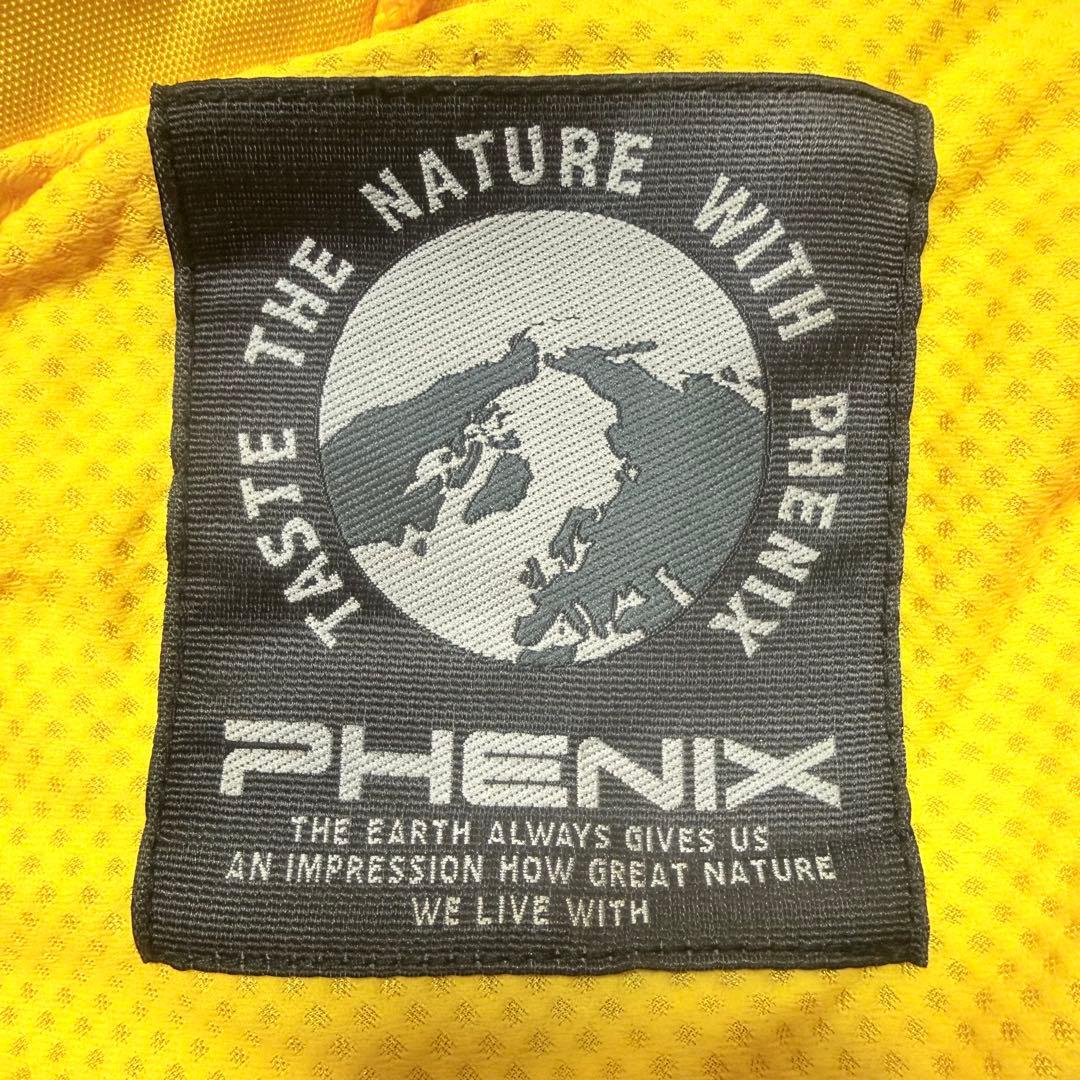 TASTE THE NATURE WITH PHENIX
PHENIX
THE EARTH ALWAYS GIVES US
AN IMPRESSION HOW GREAT NATURE
WE LIVE WITH